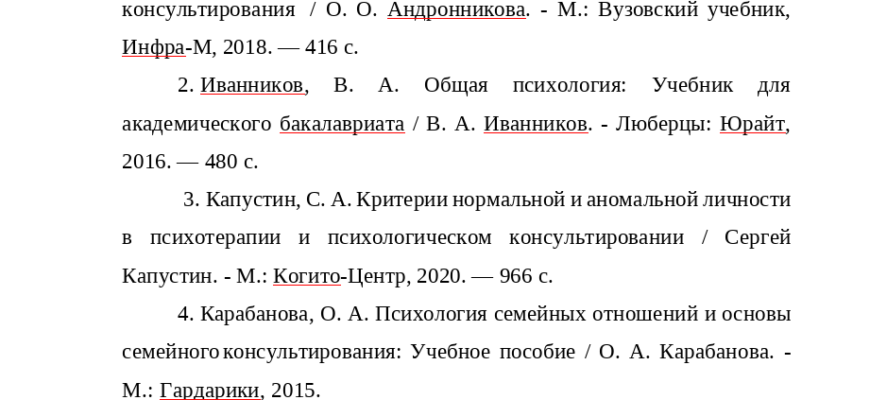 консультирования / О. О. Андронникова. - М.: Вузовский учебник,
Инфра-М, 2018. — 416 с.
2. Иванников, В. А. Общая психология: Учебник для
академического бакалавриата / В. А. Иванников. - Люберцы: Юрайт,
2016. — 480 с.
3. Капустин, С. А. Критерии нормальной и аномальной личности
в психотерапии и психологическом консультировании / Сергей
Капустин. - М.: Когито-Центр, 2020. — 966 с.
4. Карабанова, О. А. Психология семейных отношений и основы
семейного консультирования: Учебное пособие / О. А. Карабанова. -
М.: Гардарики, 2015.